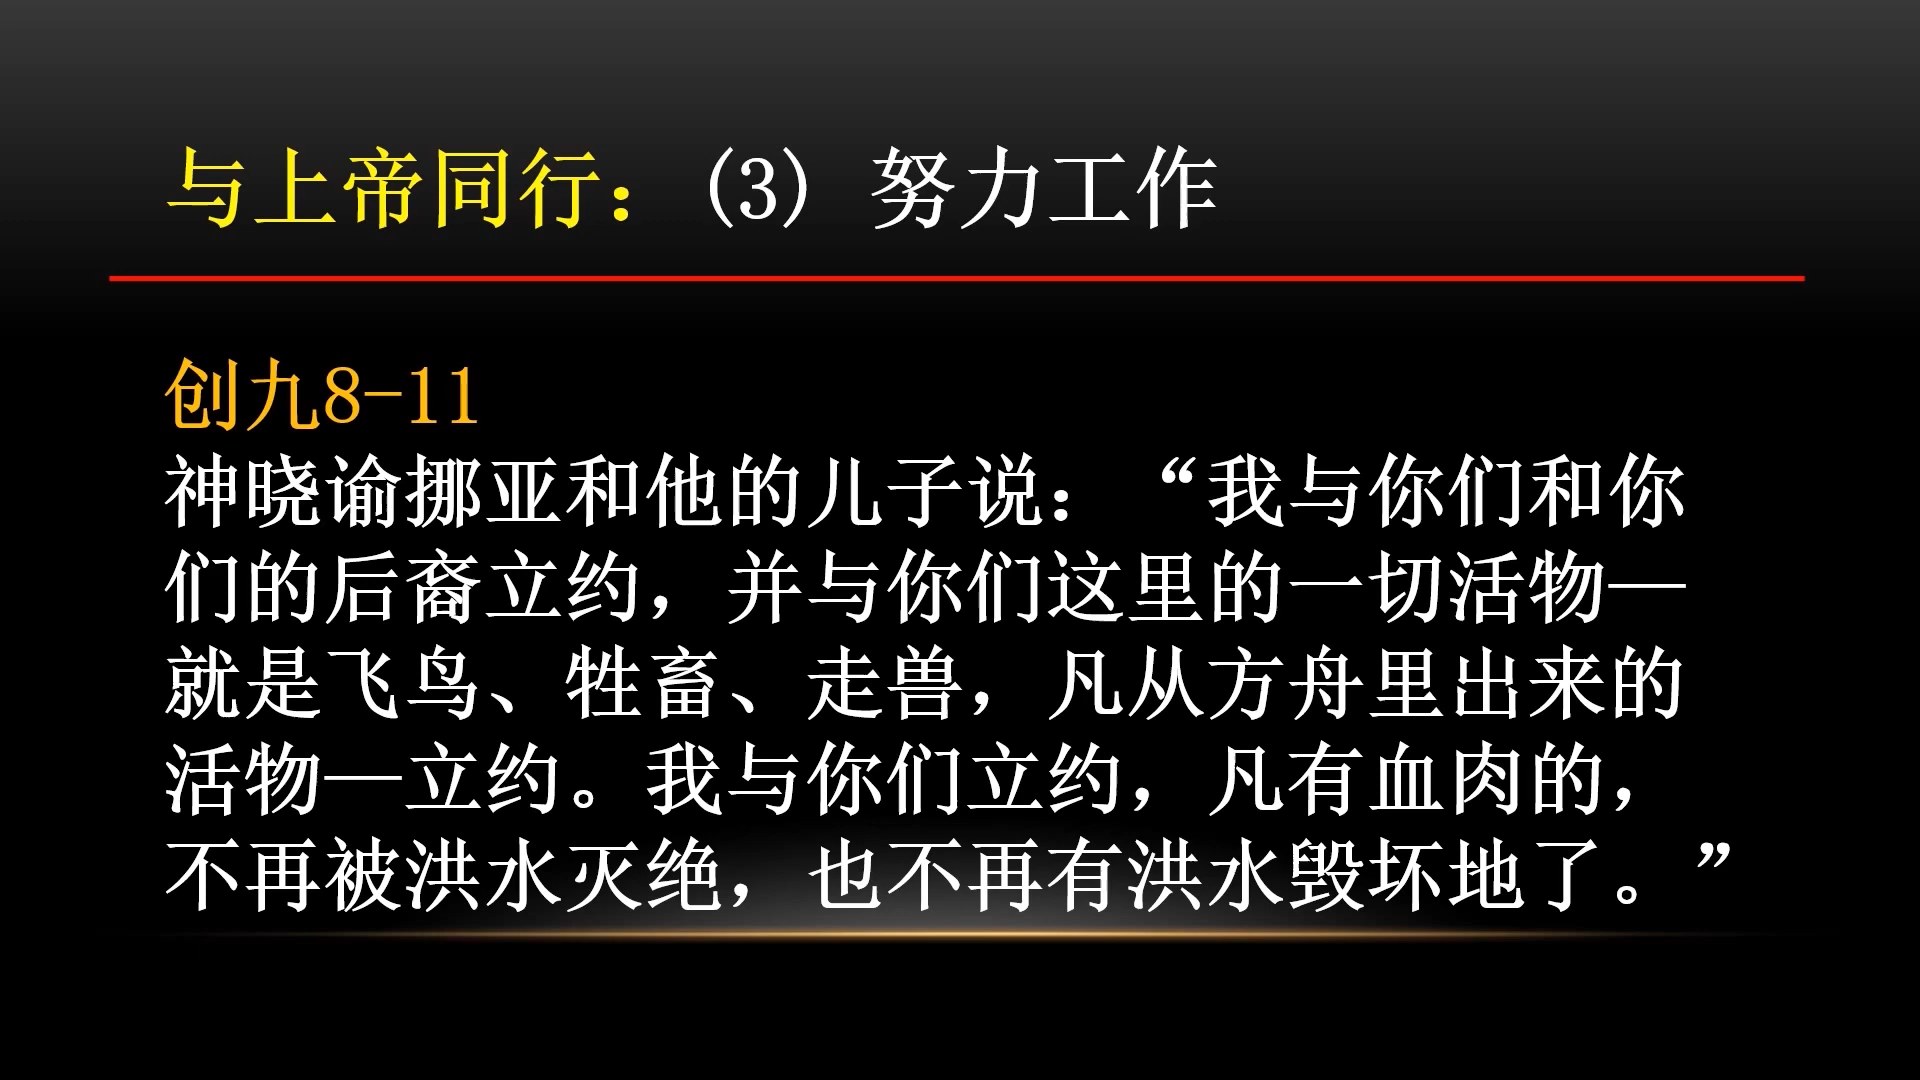 与上帝同行：(3) 努力工作
创九8-11
神晓谕挪亚和他的儿子说：“我与你们和你
们的后裔立约，并与你们这里的一切活物—
就是飞鸟、牲畜、走兽，凡从方舟里出来的
活物—立约。我与你们立约，凡有血肉的，
不再被洪水灭绝，也不再有洪水毁坏地了。”